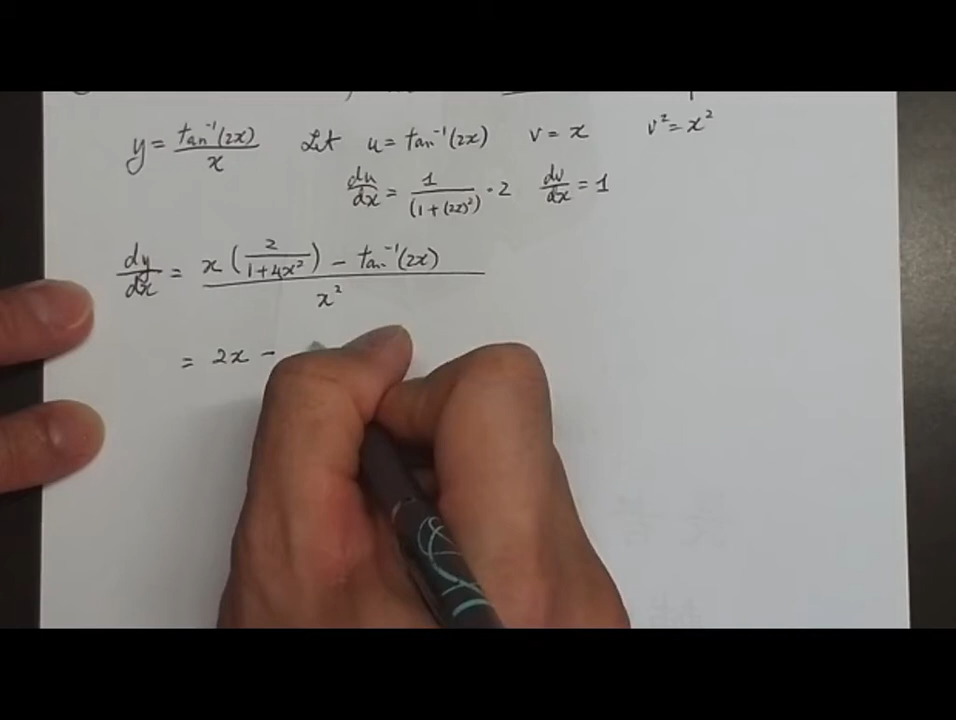 y = tan⁻¹(2x)/x Let u = tan⁻¹(2x) v = x v² = x²
du/dx = 1/(1 + (2x)²) · 2 dv/dx = 1
dy/dx = (x (2/(1+4x²)) − tan⁻¹(2x))/x²
= 2x −